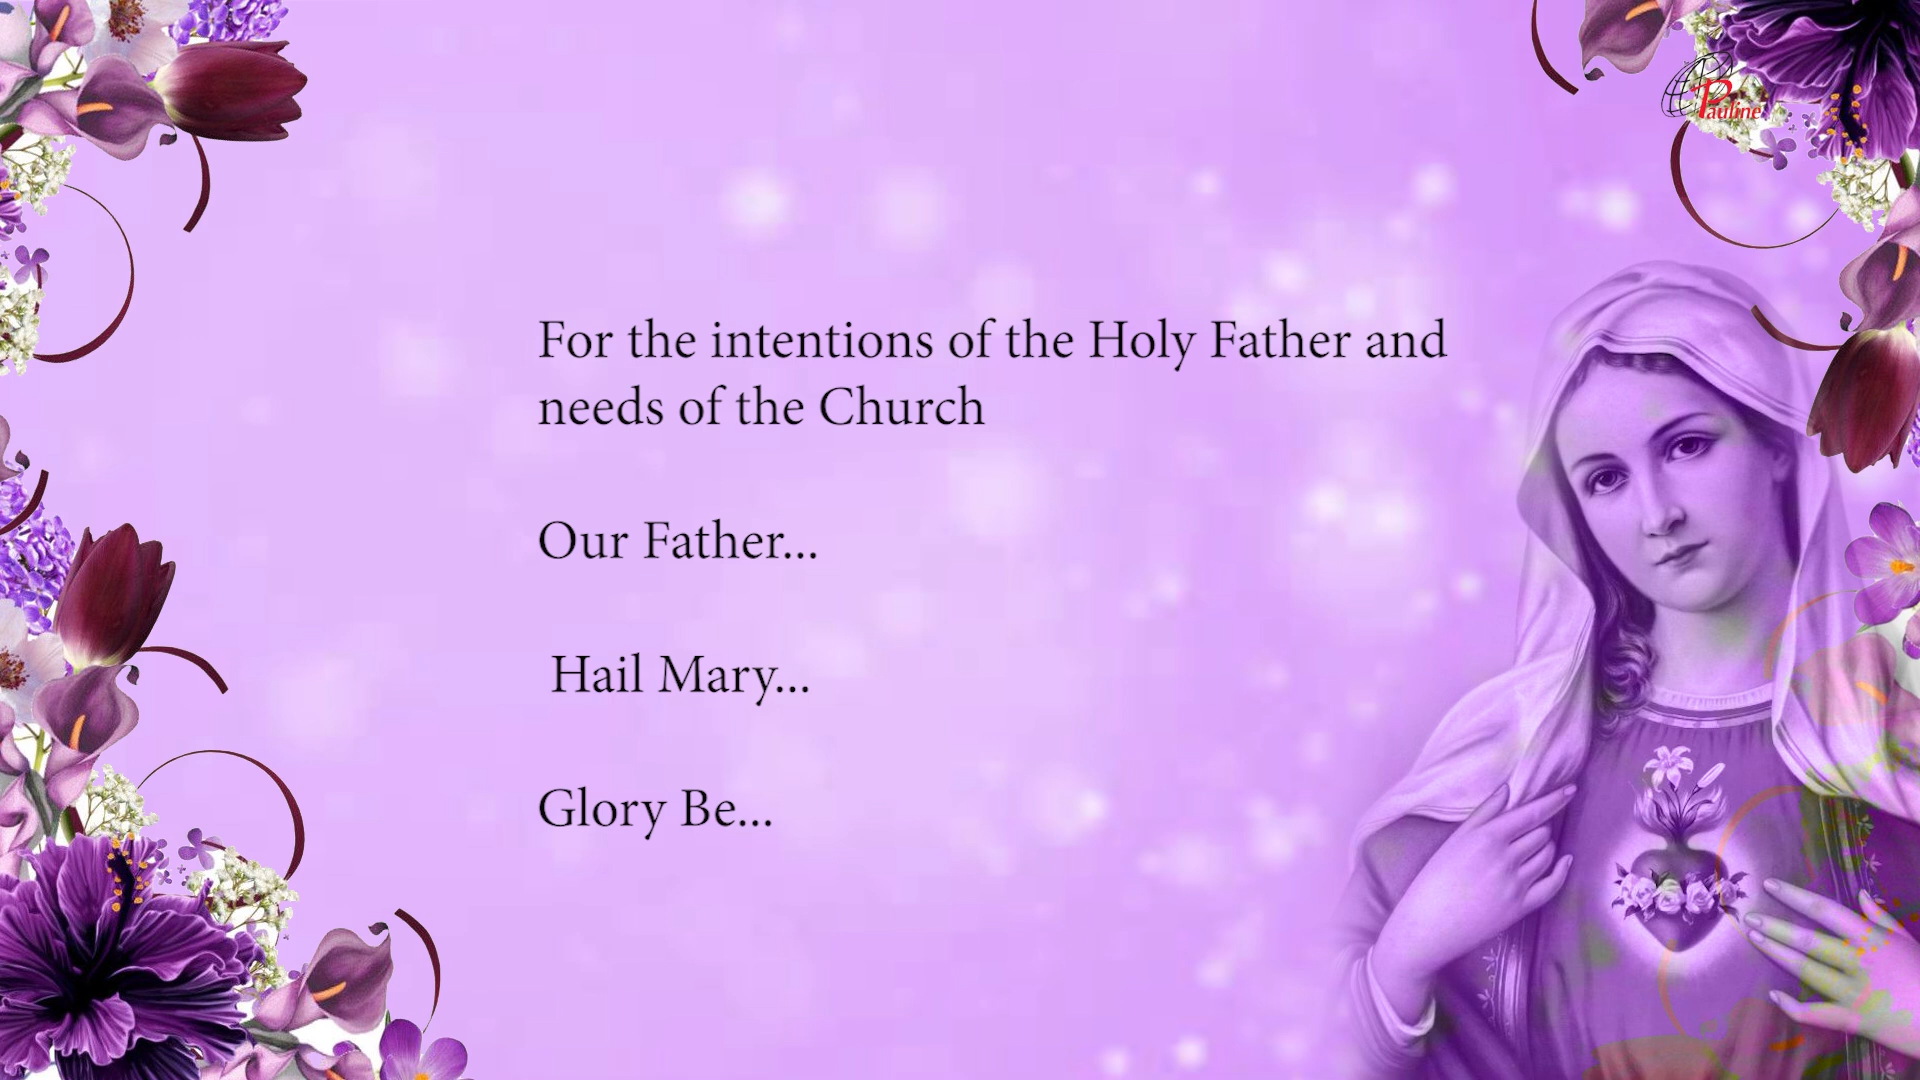 Pauline
For the intentions of the Holy Father and
needs of the Church
Our Father...
Hail Mary...
Glory Be...